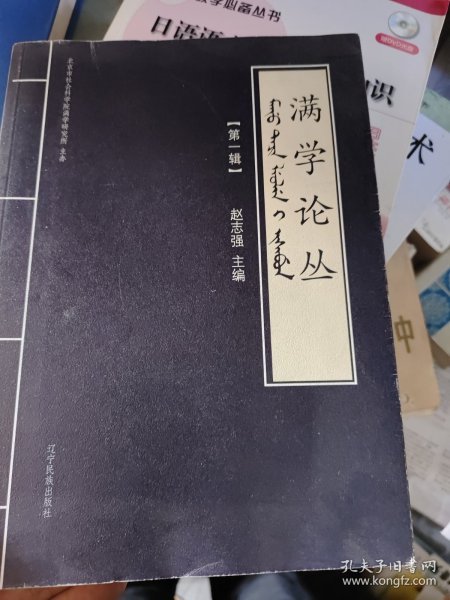 满学论丛
【第一辑】
赵志强 主编
北京市社会科学院满学研究所 主办
辽宁民族出版社
日语语
识
术
中
孔夫子旧书网
www.kongfz.com